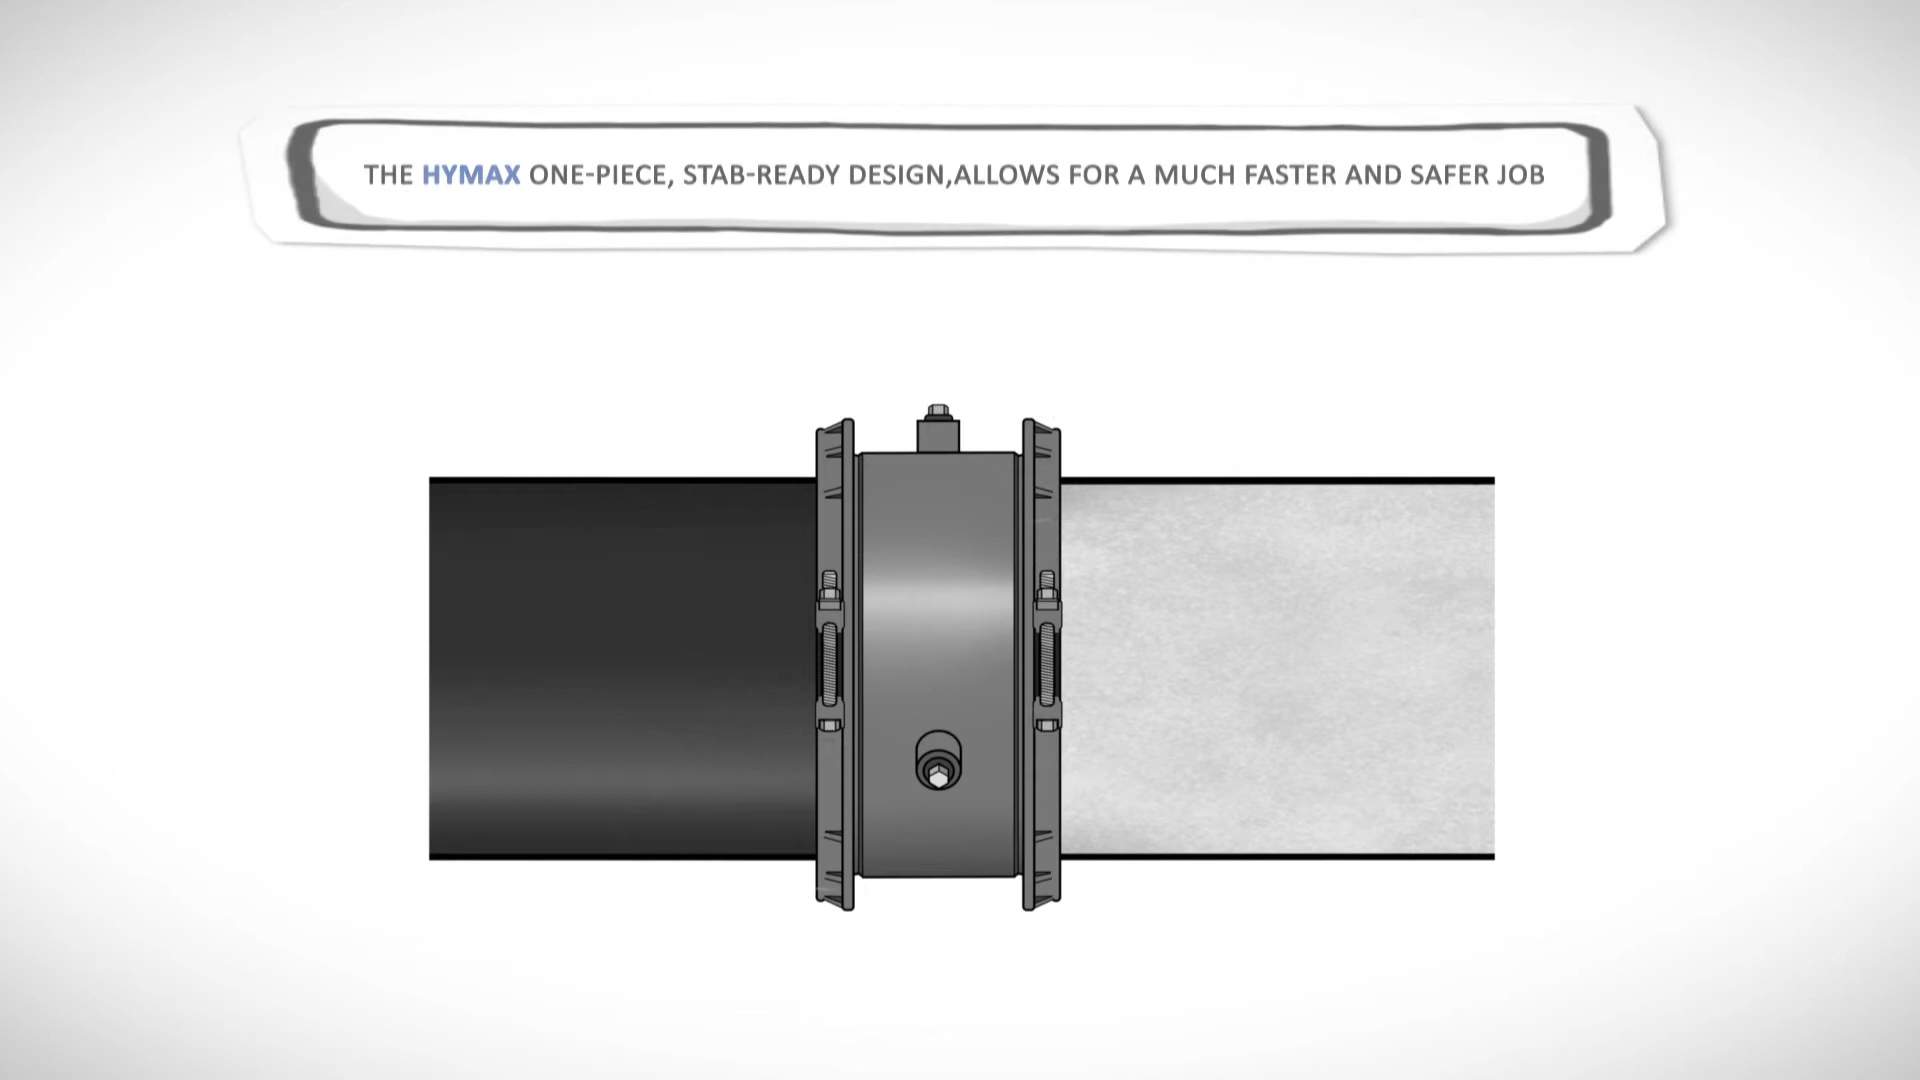 THE HYMAX ONE-PIECE, STAB-READY DESIGN,ALLOWS FOR A MUCH FASTER AND SAFER JOB